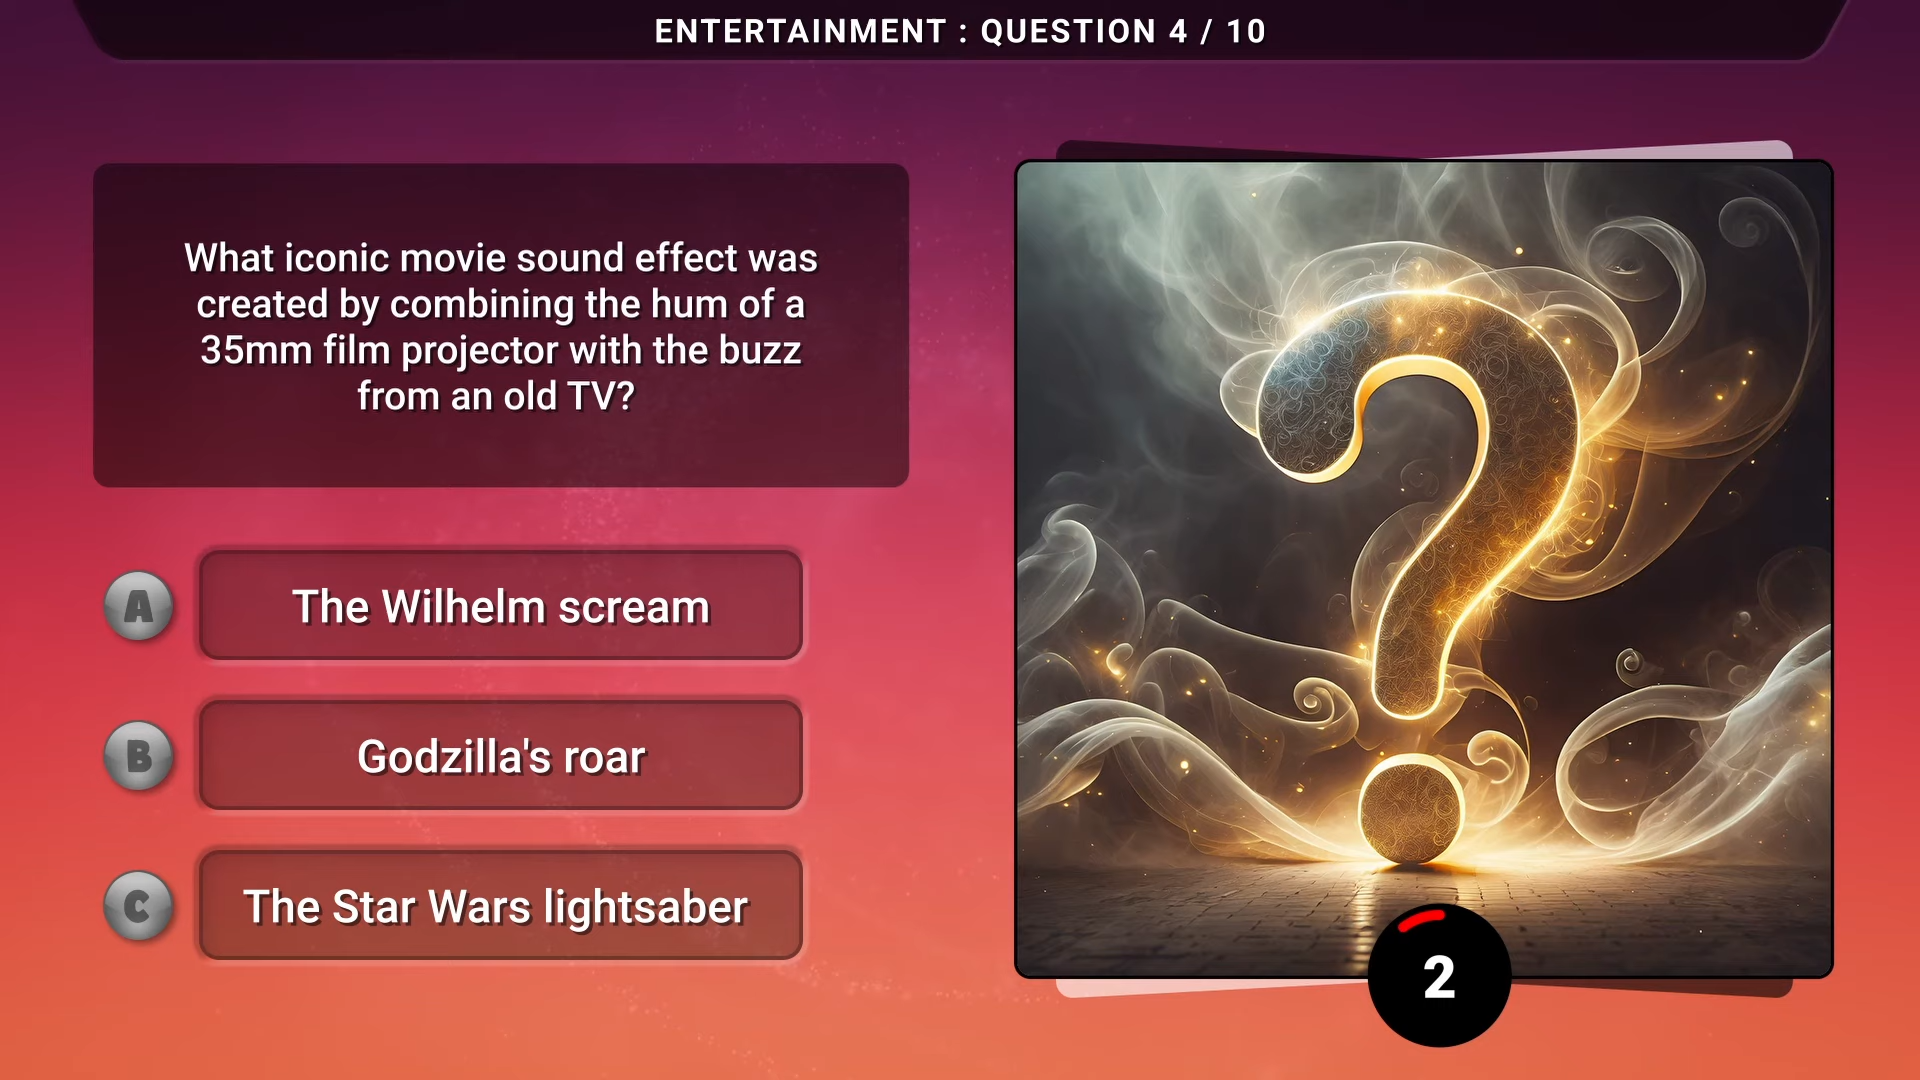 ENTERTAINMENT : QUESTION 4 / 10
What iconic movie sound effect was
created by combining the hum of a
35mm film projector with the buzz
from an old TV?
A
The Wilhelm scream
B
Godzilla's roar
C
The Star Wars lightsaber
2